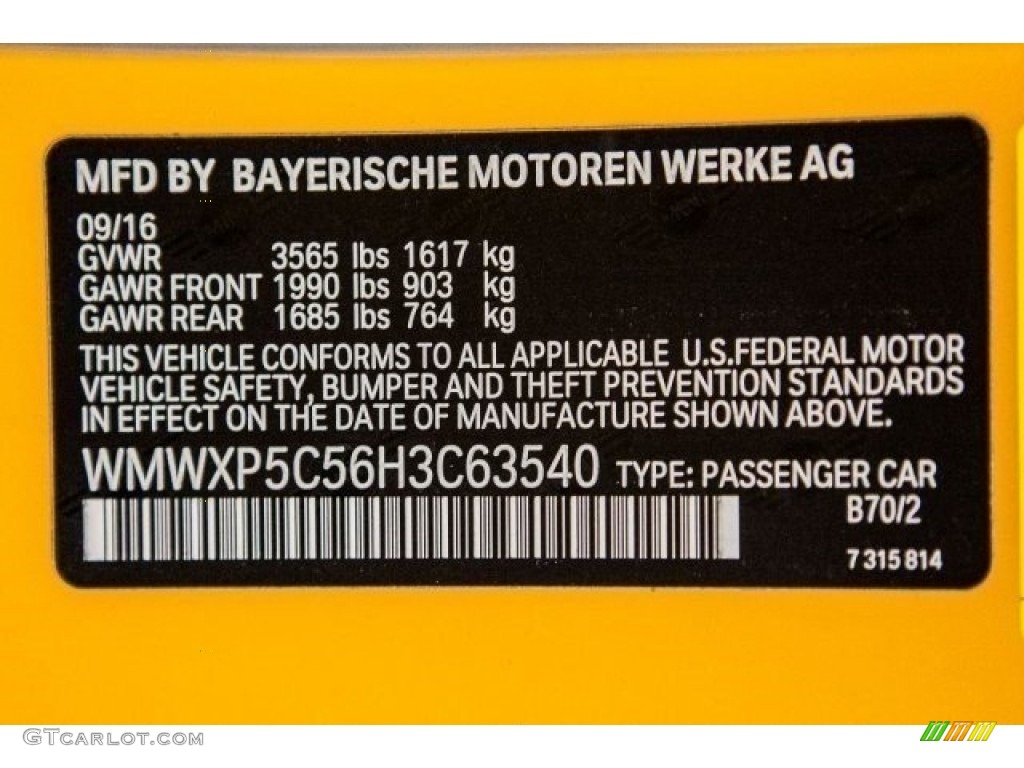 MFD BY BAYERISCHE MOTOREN WERKE AG
09/16
GVWR 3565 lbs 1617 kg
GAWR FRONT 1990 lbs 903 kg
GAWR REAR 1685 lbs 764 kg
THIS VEHICLE CONFORMS TO ALL APPLICABLE U.S.FEDERAL MOTOR
VEHICLE SAFETY, BUMPER AND THEFT PREVENTION STANDARDS
IN EFFECT ON THE DATE OF MANUFACTURE SHOWN ABOVE.
WMWXP5C56H3C63540 TYPE: PASSENGER CAR
B70/2
7 315 814
GTCARLOT.COM